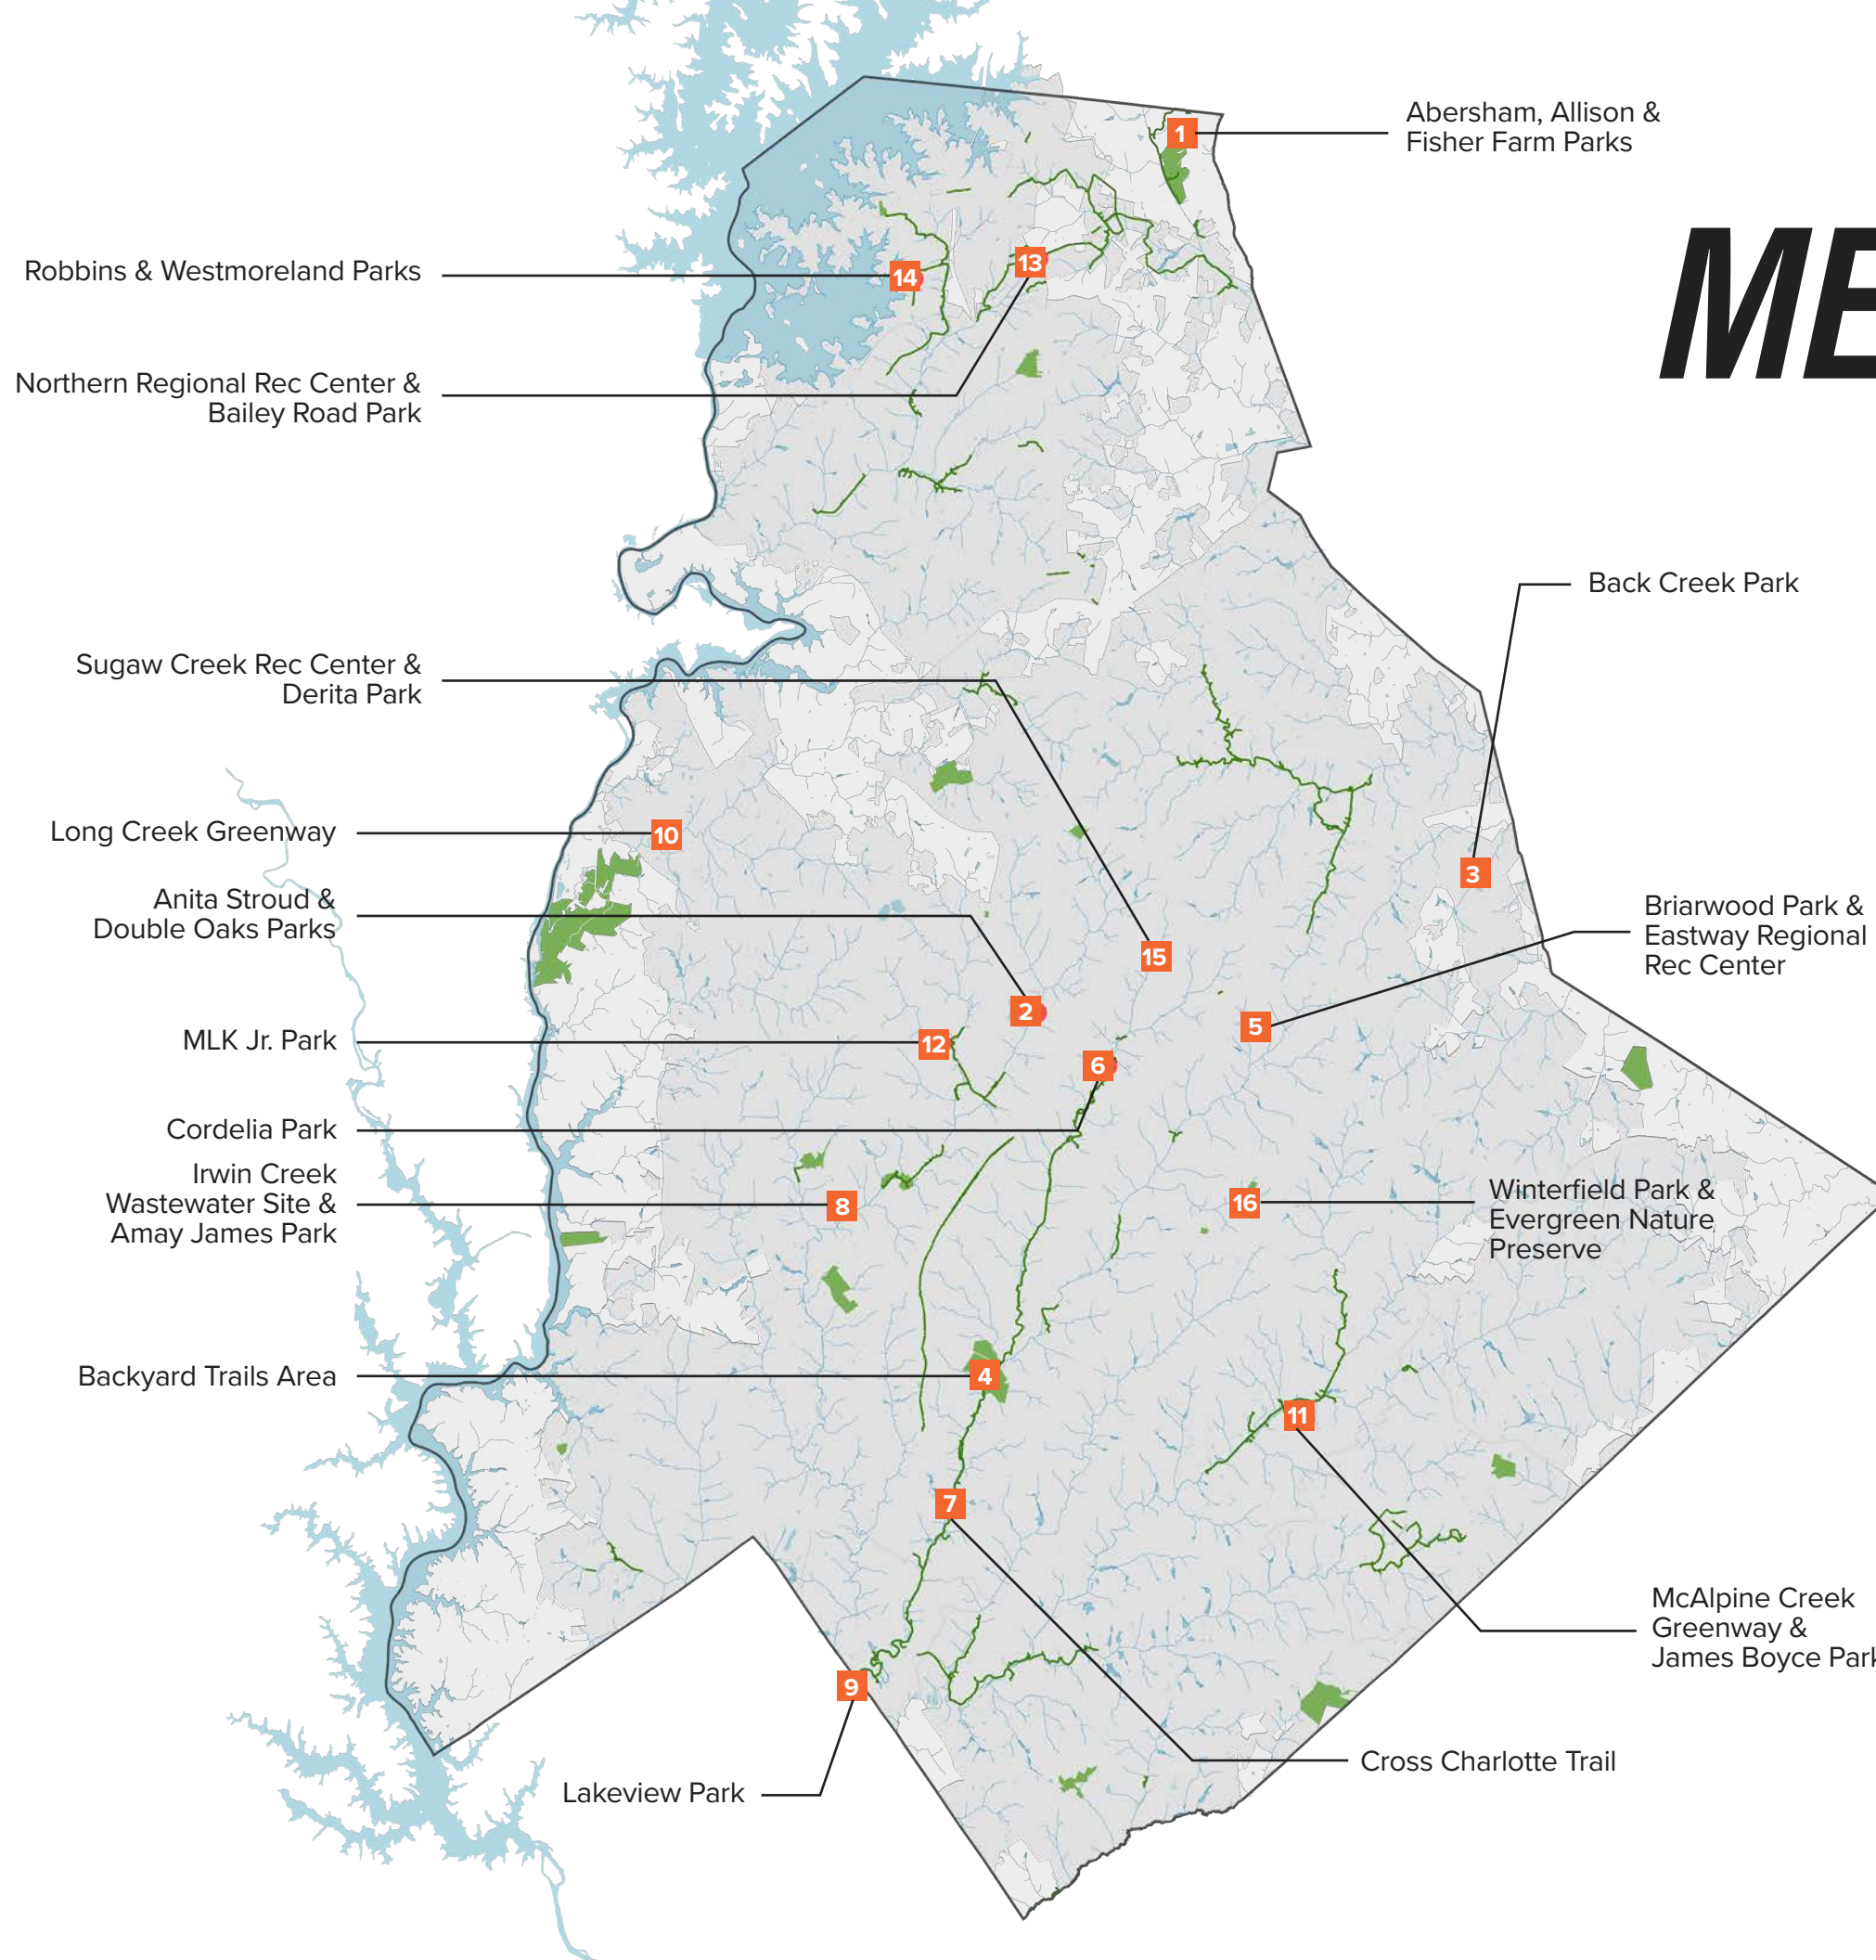 Abersham, Allison &
Fisher Farm Parks
1
ME
Robbins & Westmoreland Parks
14
13
Northern Regional Rec Center &
Bailey Road Park
Back Creek Park
Sugaw Creek Rec Center &
Derita Park
Long Creek Greenway
10
3
Anita Stroud &
Double Oaks Parks
Briarwood Park &
Eastway Regional
Rec Center
15
2
5
MLK Jr. Park
12
6
Cordelia Park
Irwin Creek
Wastewater Site &
Amay James Park
8
16
Winterfield Park &
Evergreen Nature
Preserve
Backyard Trails Area
4
11
7
McAlpine Creek
Greenway &
James Boyce Park
9
Cross Charlotte Trail
Lakeview Park